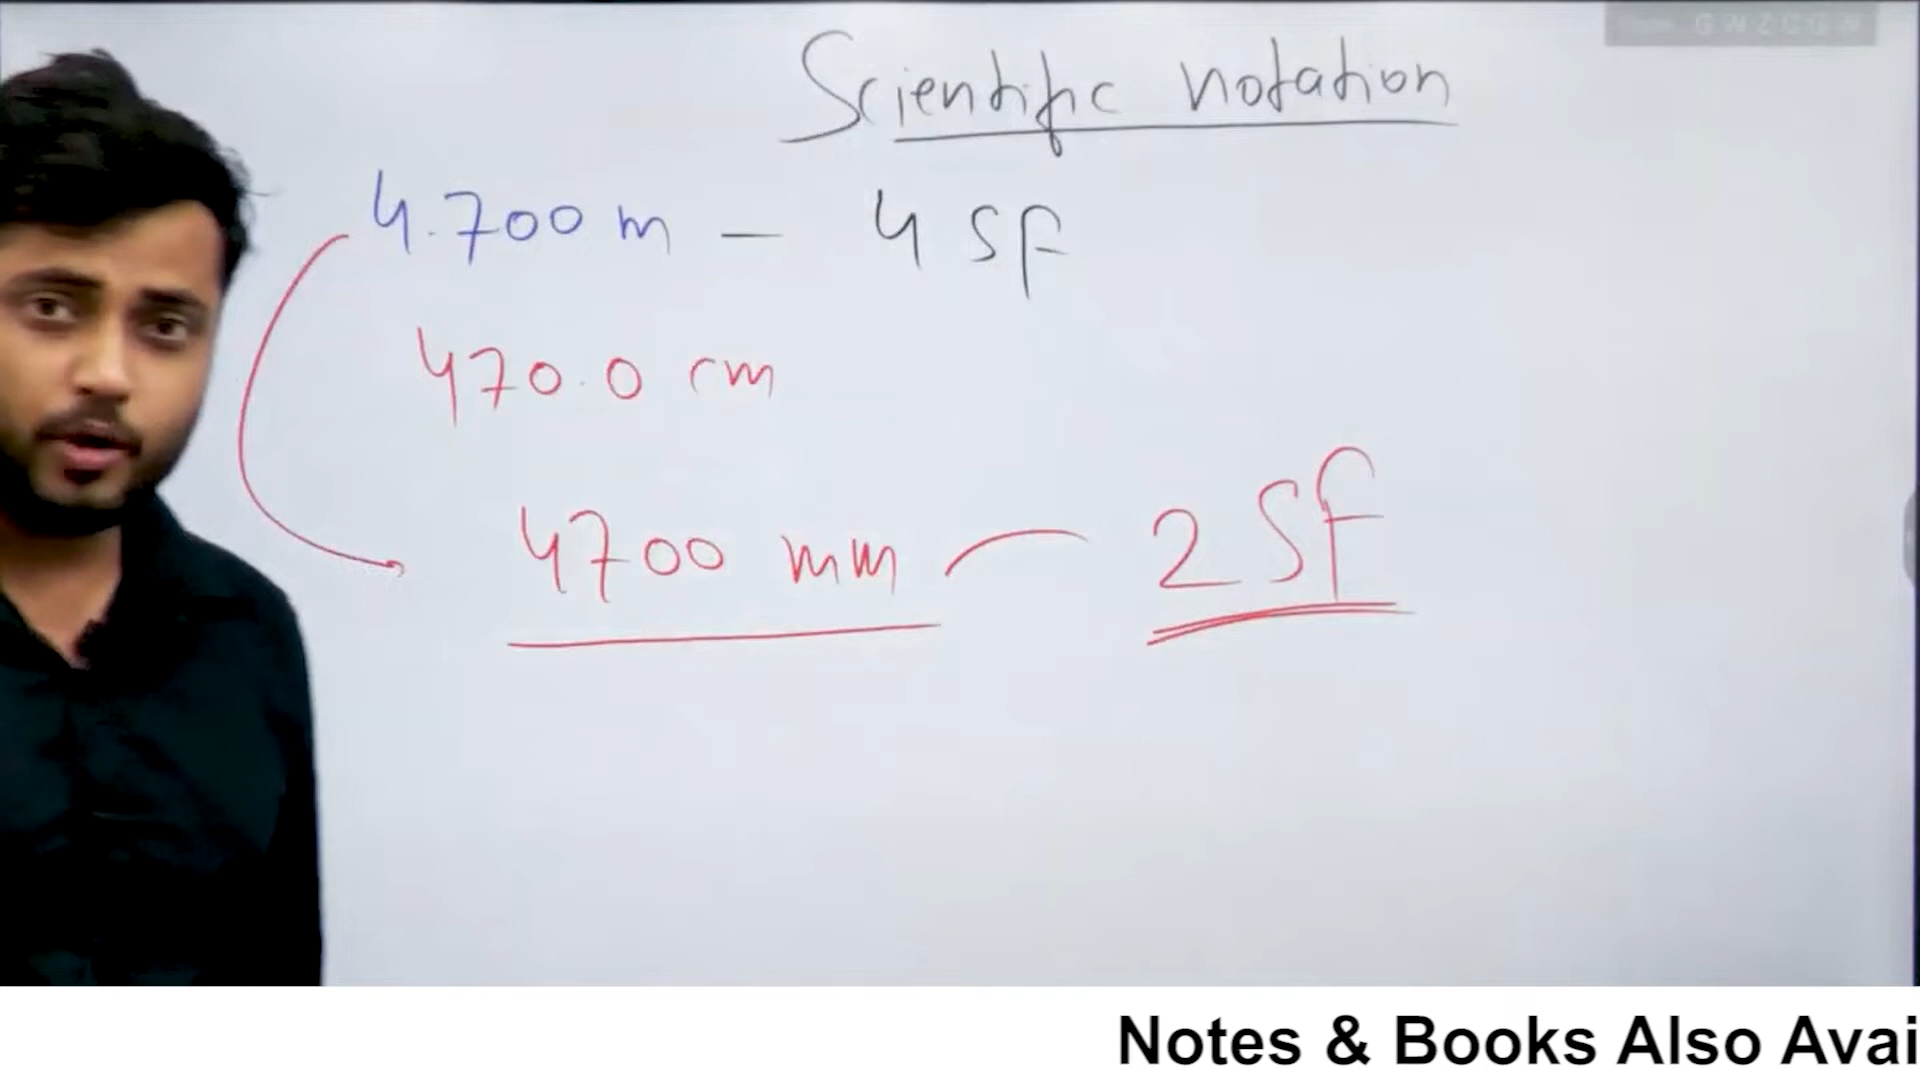 Scientific notation
4.700 m — 4 SF
470.0 cm
4700 mm — 2 SF
Notes & Books Also Avai